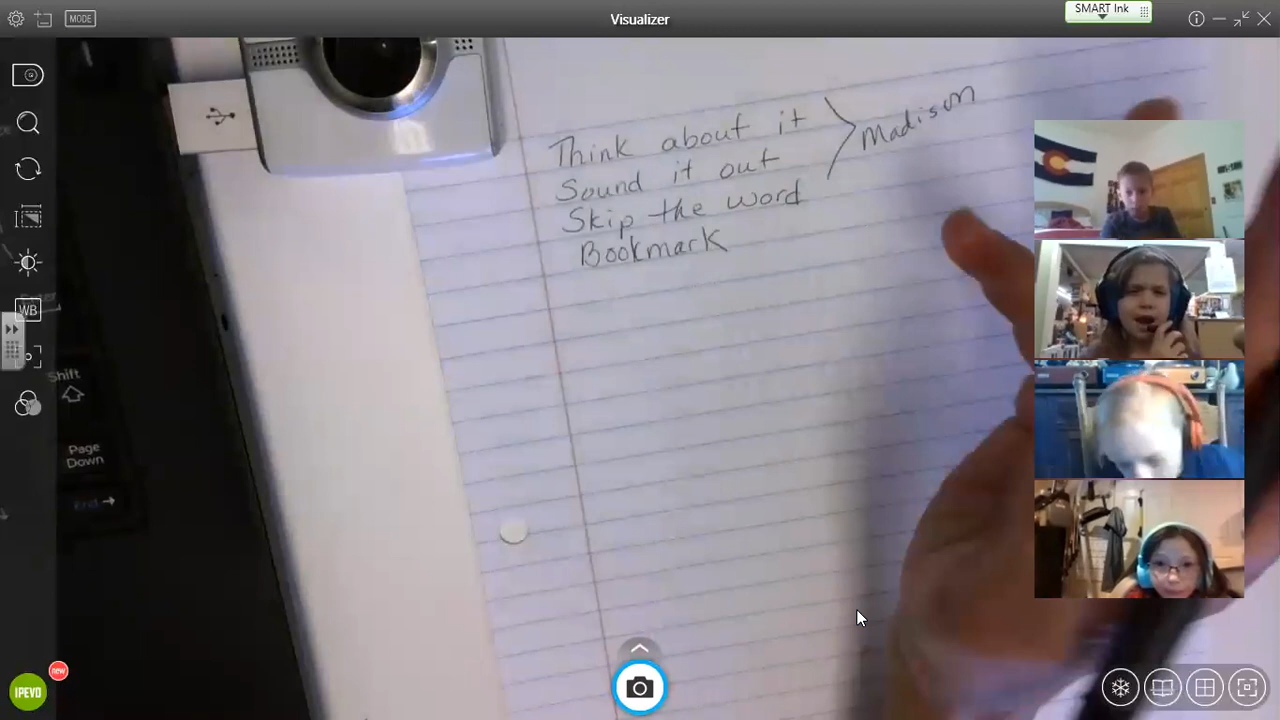 Visualizer
SMART Ink
MODE
Think about it
Sound it out
Skip the word
Bookmark
Madison
WB
Shift
Page
Down
End
new
IPEVO